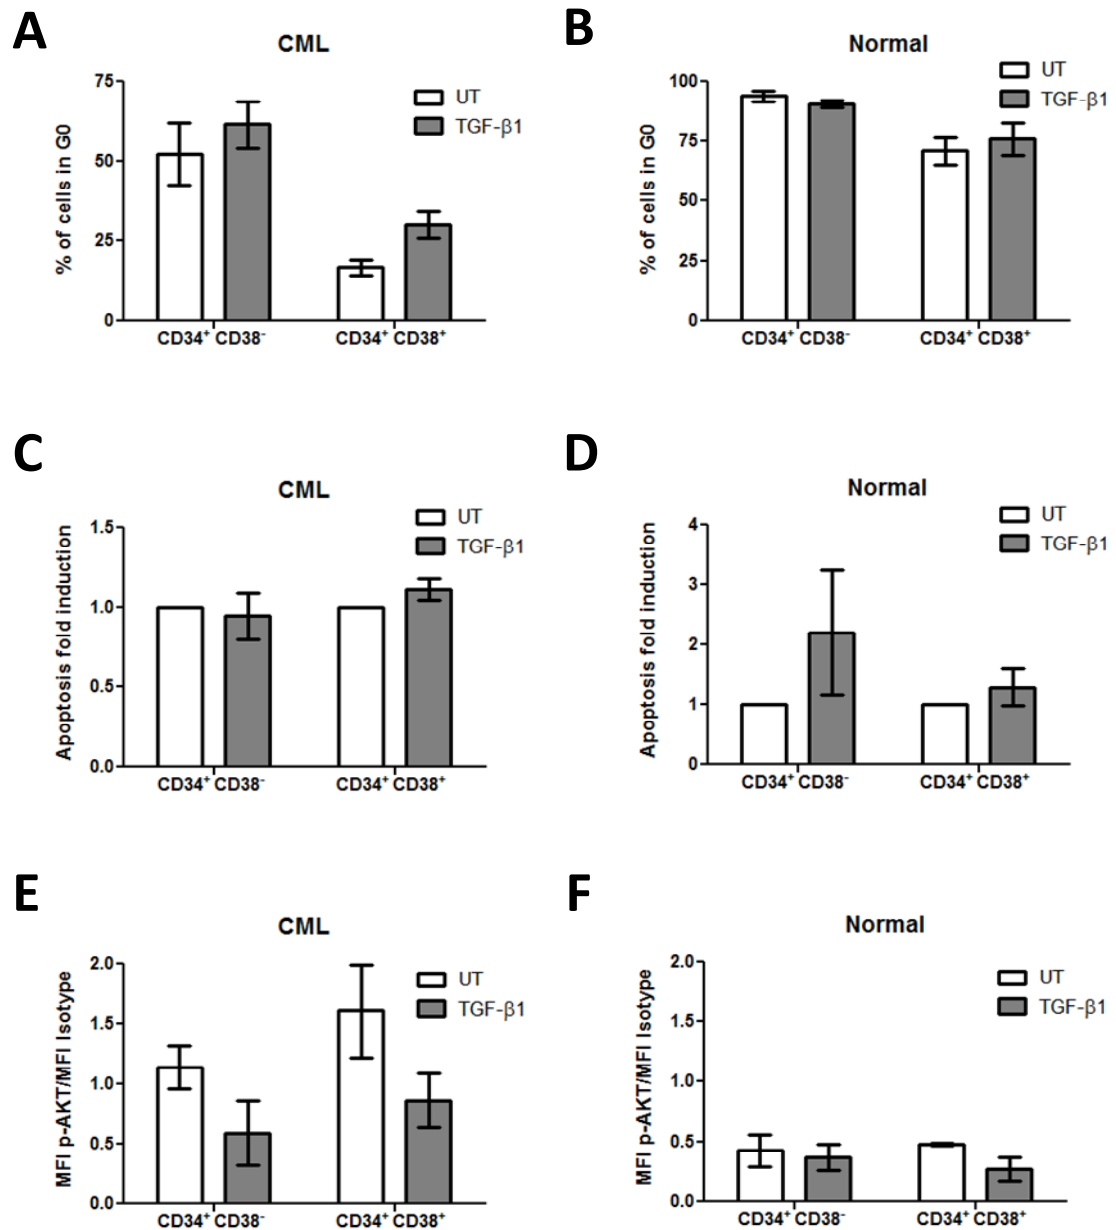 A
CML
UT
TGF-β1
% of cells in G0
75
50
25
0
CD34⁺ CD38⁻
CD34⁺ CD38⁺
B
Normal
UT
TGF-β1
% of cells in G0
100
75
50
25
0
CD34⁺ CD38⁻
CD34⁺ CD38⁺
C
CML
UT
TGF-β1
Apoptosis fold induction
1.5
1.0
0.5
0.0
CD34⁺ CD38⁻
CD34⁺ CD38⁺
D
Normal
UT
TGF-β1
Apoptosis fold induction
4
3
2
1
0
CD34⁺ CD38⁻
CD34⁺ CD38⁺
E
CML
UT
TGF-β1
MFI p-AKT/MFI Isotype
2.0
1.5
1.0
0.5
0.0
CD34⁺ CD38⁻
CD34⁺ CD38⁺
F
Normal
UT
TGF-β1
MFI p-AKT/MFI Isotype
2.0
1.5
1.0
0.5
0.0
CD34⁺ CD38⁻
CD34⁺ CD38⁺